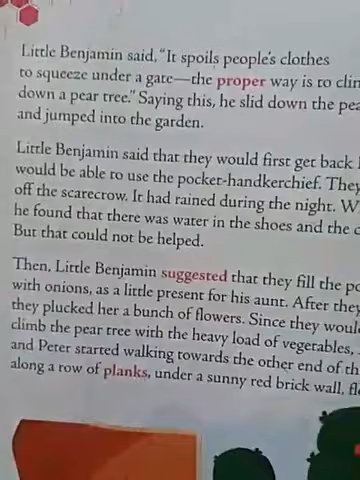 Little Benjamin said, "It spoils people's clothes
to squeeze under a gate—the proper way is to
down a pear tree." Saying this, he slid down the
and jumped into the garden.
Little Benjamin said that they would first get back
would be able to use the pocket-handkerchief. They
off the scarecrow. It had rained during the night.
he found that there was water in the shoes and the
But that could not be helped.
Then, Little Benjamin suggested that they fill the
with onions, as a little present for his aunt. After they
they plucked her a bunch of flowers. Since they
climb the pear tree with the heavy load of vegetables,
and Peter started walking towards the other end of
along a row of planks, under a sunny red brick wall,